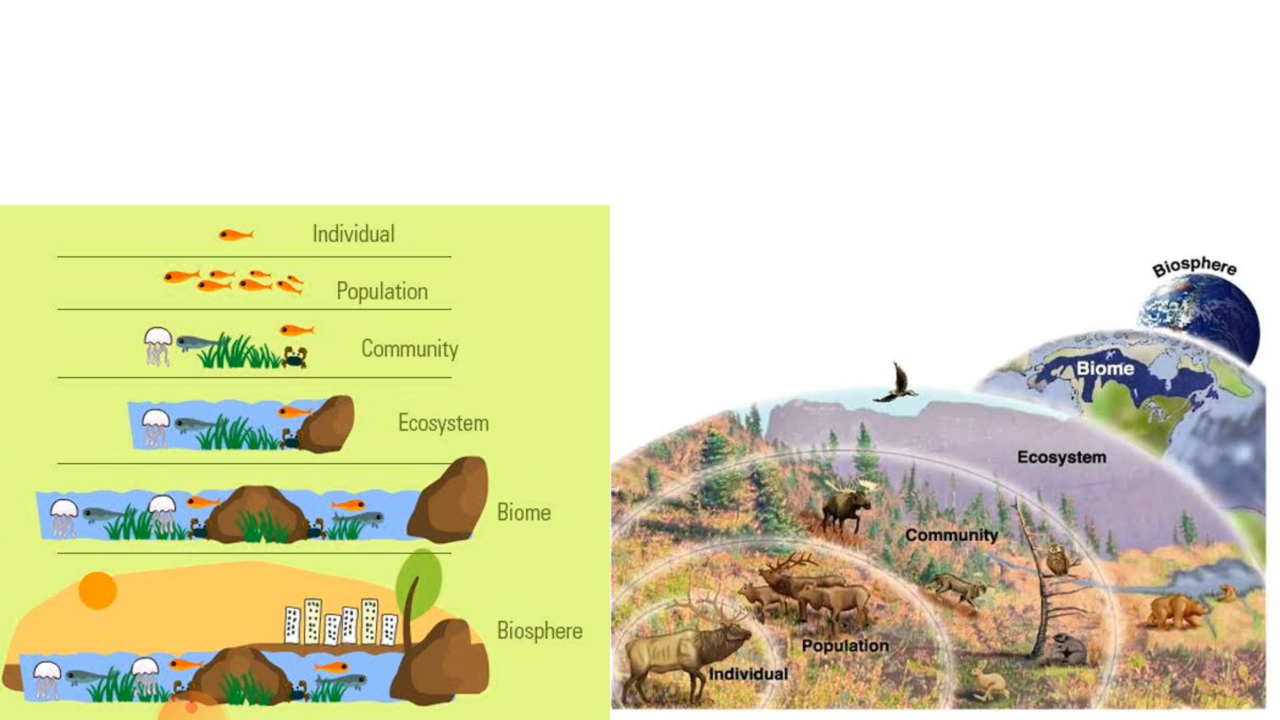 Individual
Population
Community
Ecosystem
Biome
Biosphere
Biosphere
Biome
Ecosystem
Community
Population
Individual